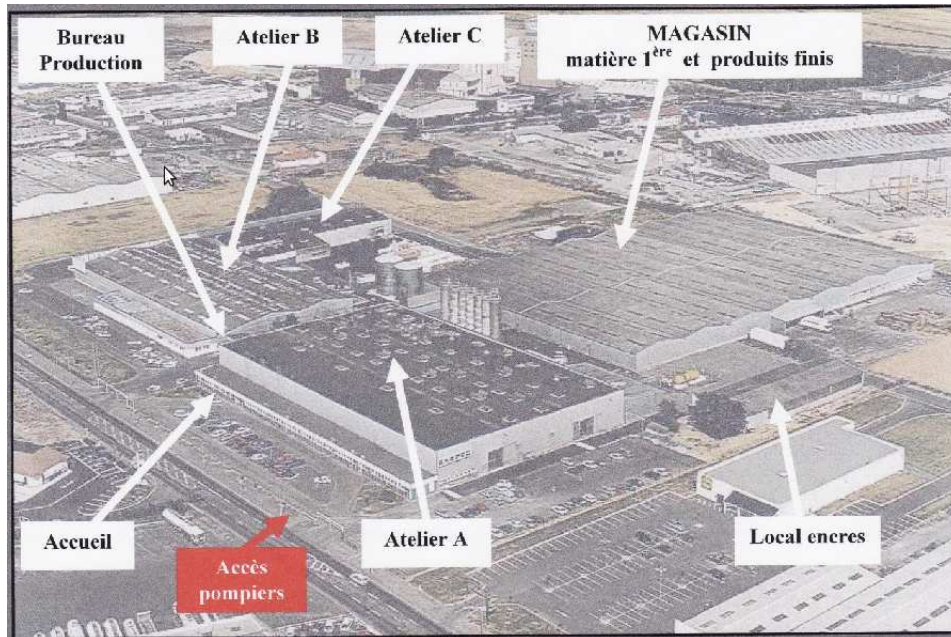 Bureau
Production
Atelier B
Atelier C
MAGASIN
matière 1ère et produits finis
Accueil
Accès
pompiers
Atelier A
Local encres